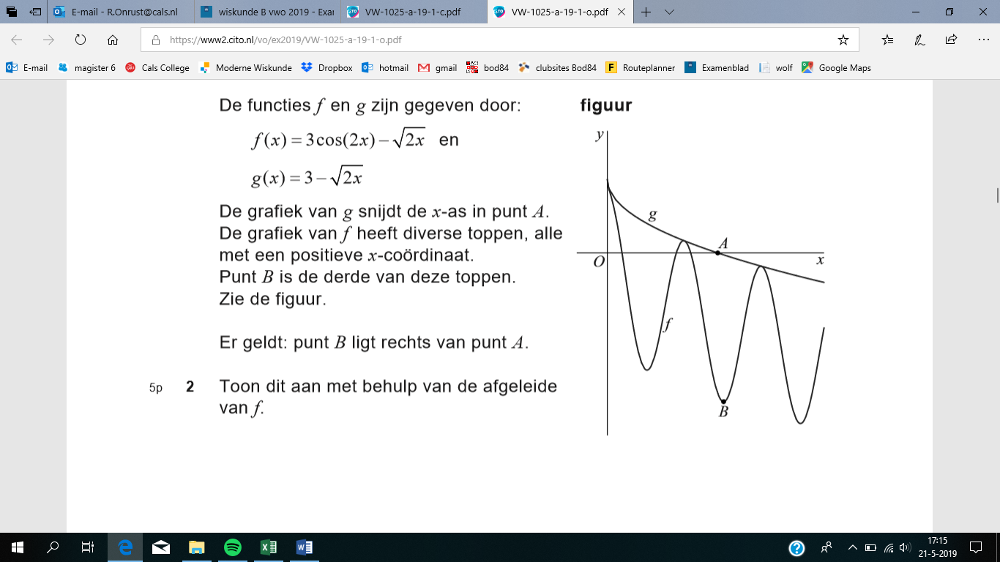 E-mail - R.Onrust@cals.nl
wiskunde B vwo 2019 - Exar
VW-1025-a-19-1-c.pdf
VW-1025-a-19-1-o.pdf
https://www2.cito.nl/vo/ex2019/VW-1025-a-19-1-o.pdf
E-mail
magister 6
Cals College
Moderne Wiskunde
Dropbox
hotmail
gmail
bod84
clubsites Bod84
Routeplanner
Examenblad
wolf
Google Maps
De functies f en g zijn gegeven door:
f(x) = 3cos(2x) − √2x en
g(x) = 3 − √2x
De grafiek van g snijdt de x-as in punt A.
De grafiek van f heeft diverse toppen, alle
met een positieve x-coördinaat.
Punt B is de derde van deze toppen.
Zie de figuur.
Er geldt: punt B ligt rechts van punt A.
5p 2 Toon dit aan met behulp van de afgeleide
van f.
figuur
y
g
A
O
x
f
B
17:15
21-5-2019